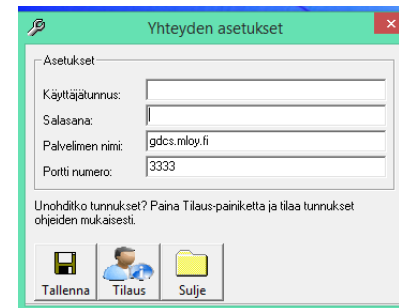 Yhteyden asetukset
Asetukset
Käyttäjätunnus:
Salasana:
Palvelimen nimi: gdcs.mloy.fi
Portti numero: 3333
Unohditko tunnukset? Paina Tilaus-painiketta ja tilaa tunnukset
ohjeiden mukaisesti.
Tallenna Tilaus Sulje